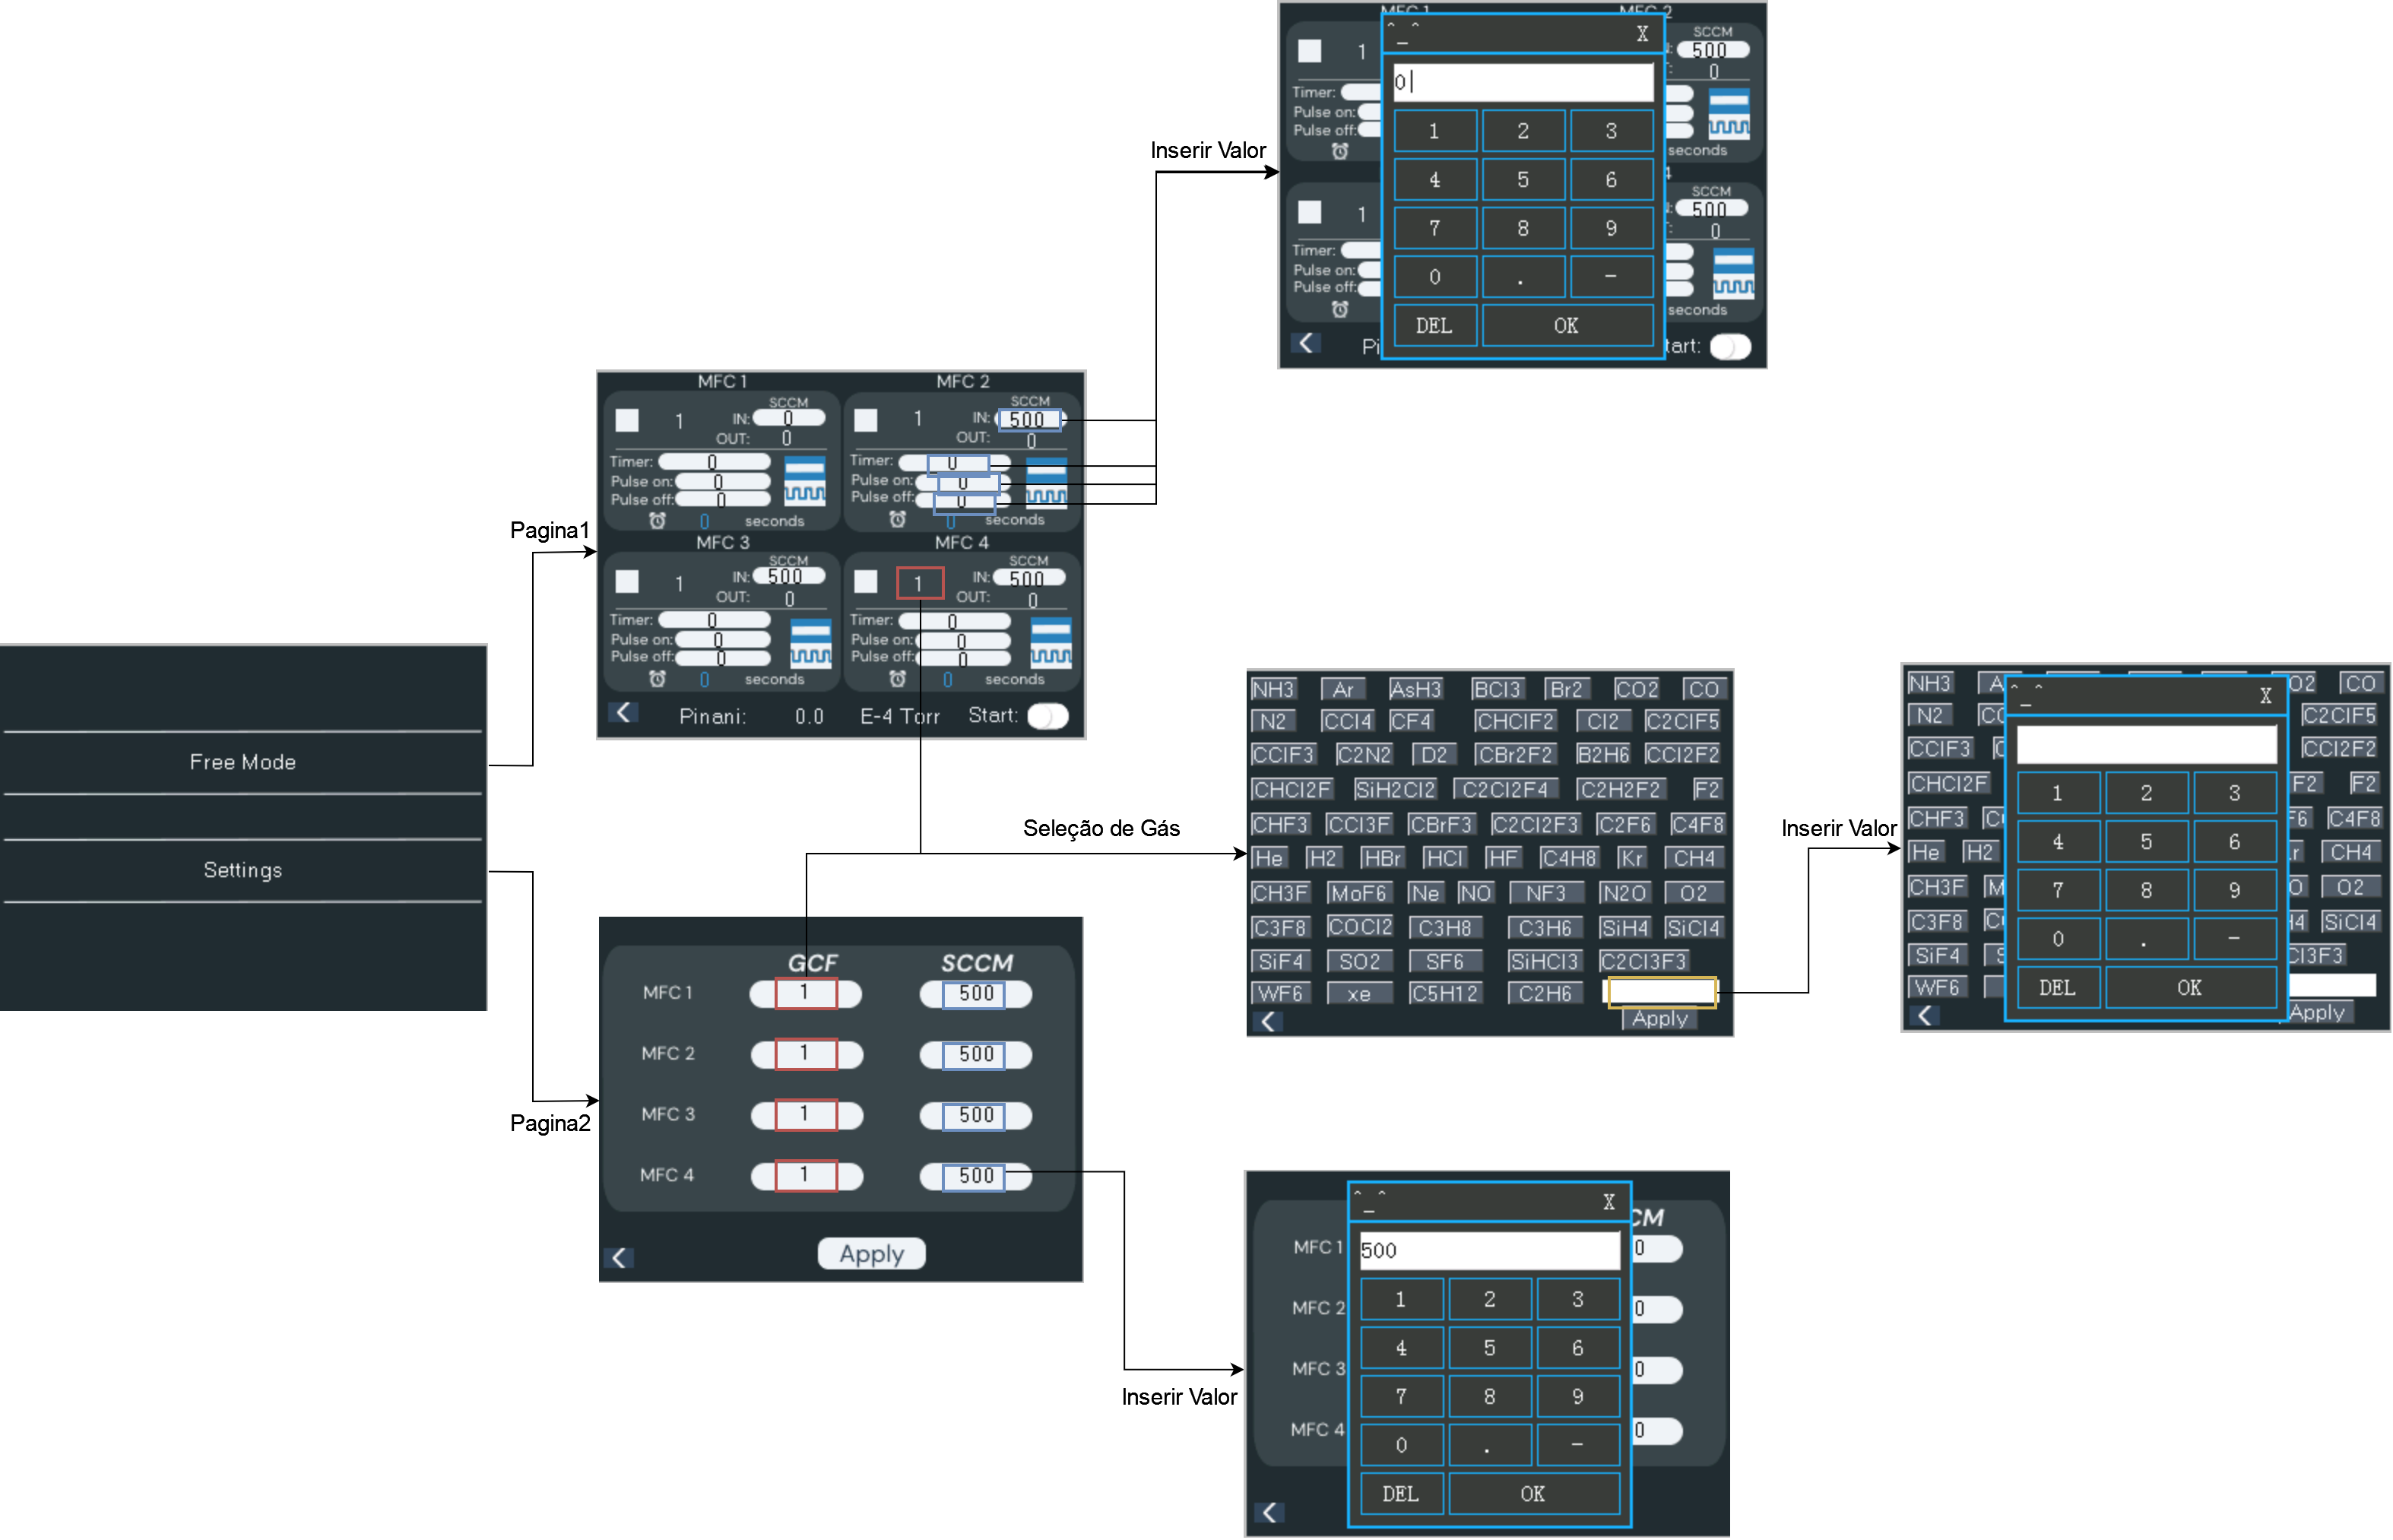 Free Mode
Settings
Pagina1
Pagina2
MFC 1
1
SCCM
IN: 0
OUT: 0
Timer: 0
Pulse on: 0
Pulse off: 0
0 seconds
MFC 2
1
SCCM
IN: 500
OUT: 0
Timer: 0
Pulse on: 0
Pulse off: 0
0 seconds
MFC 3
1
SCCM
IN: 500
OUT: 0
Timer: 0
Pulse on: 0
Pulse off: 0
0 seconds
MFC 4
1
SCCM
IN: 500
OUT: 0
Timer: 0
Pulse on: 0
Pulse off: 0
0 seconds
Pinani: 0.0 E-4 Torr Start:
Inserir Valor
MFC 2
SCCM
1 500
0
Timer:
Pulse on:
Pulse off:
seconds
SCCM
1 500
0
Timer:
Pulse on:
Pulse off:
seconds
Pi tart:
^_^ X
0
1 2 3
4 5 6
7 8 9
0 . -
DEL OK
GCF SCCM
MFC 1 1 500
MFC 2 1 500
MFC 3 1 500
MFC 4 1 500
Apply
Seleção de Gás
NH3 Ar AsH3 BCl3 Br2 CO2 CO
N2 CCl4 CF4 CHClF2 Cl2 C2ClF5
CClF3 C2N2 D2 CBr2F2 B2H6 CCl2F2
CHCl2F SiH2Cl2 C2Cl2F4 C2H2F2 F2
CHF3 CCl3F CBrF3 C2Cl2F3 C2F6 C4F8
He H2 HBr HCl HF C4H8 Kr CH4
CH3F MoF6 Ne NO NF3 N2O O2
C3F8 COCl2 C3H8 C3H6 SiH4 SiCl4
SiF4 SO2 SF6 SiHCl3 C2Cl3F3
WF6 xe C5H12 C2H6
Apply
Inserir Valor
NH3 A O2 CO
N2 CC C2ClF5
CClF3 CCl2F2
CHCl2F F2 F2
CHF3 F6 C4F8
He H2 r CH4
CH3F M O O2
C3F8 H4 SiCl4
SiF4 S Cl3F3
WF6
Apply
^_^ X
1 2 3
4 5 6
7 8 9
0 . -
DEL OK
Inserir Valor
CM
MFC 1 0
MFC 2 0
MFC 3 0
MFC 4 0
^_^ X
500
1 2 3
4 5 6
7 8 9
0 . -
DEL OK